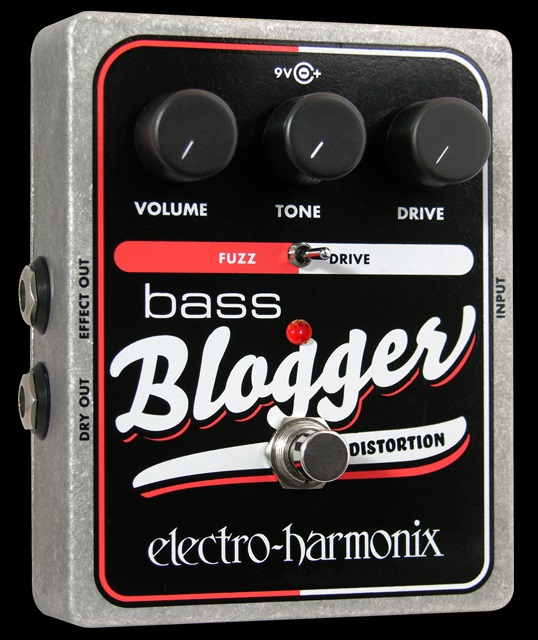 9V - +
VOLUME TONE DRIVE
FUZZ DRIVE
EFFECT OUT
INPUT
bass
Blogger
DRY OUT
DISTORTION
electro-harmonix